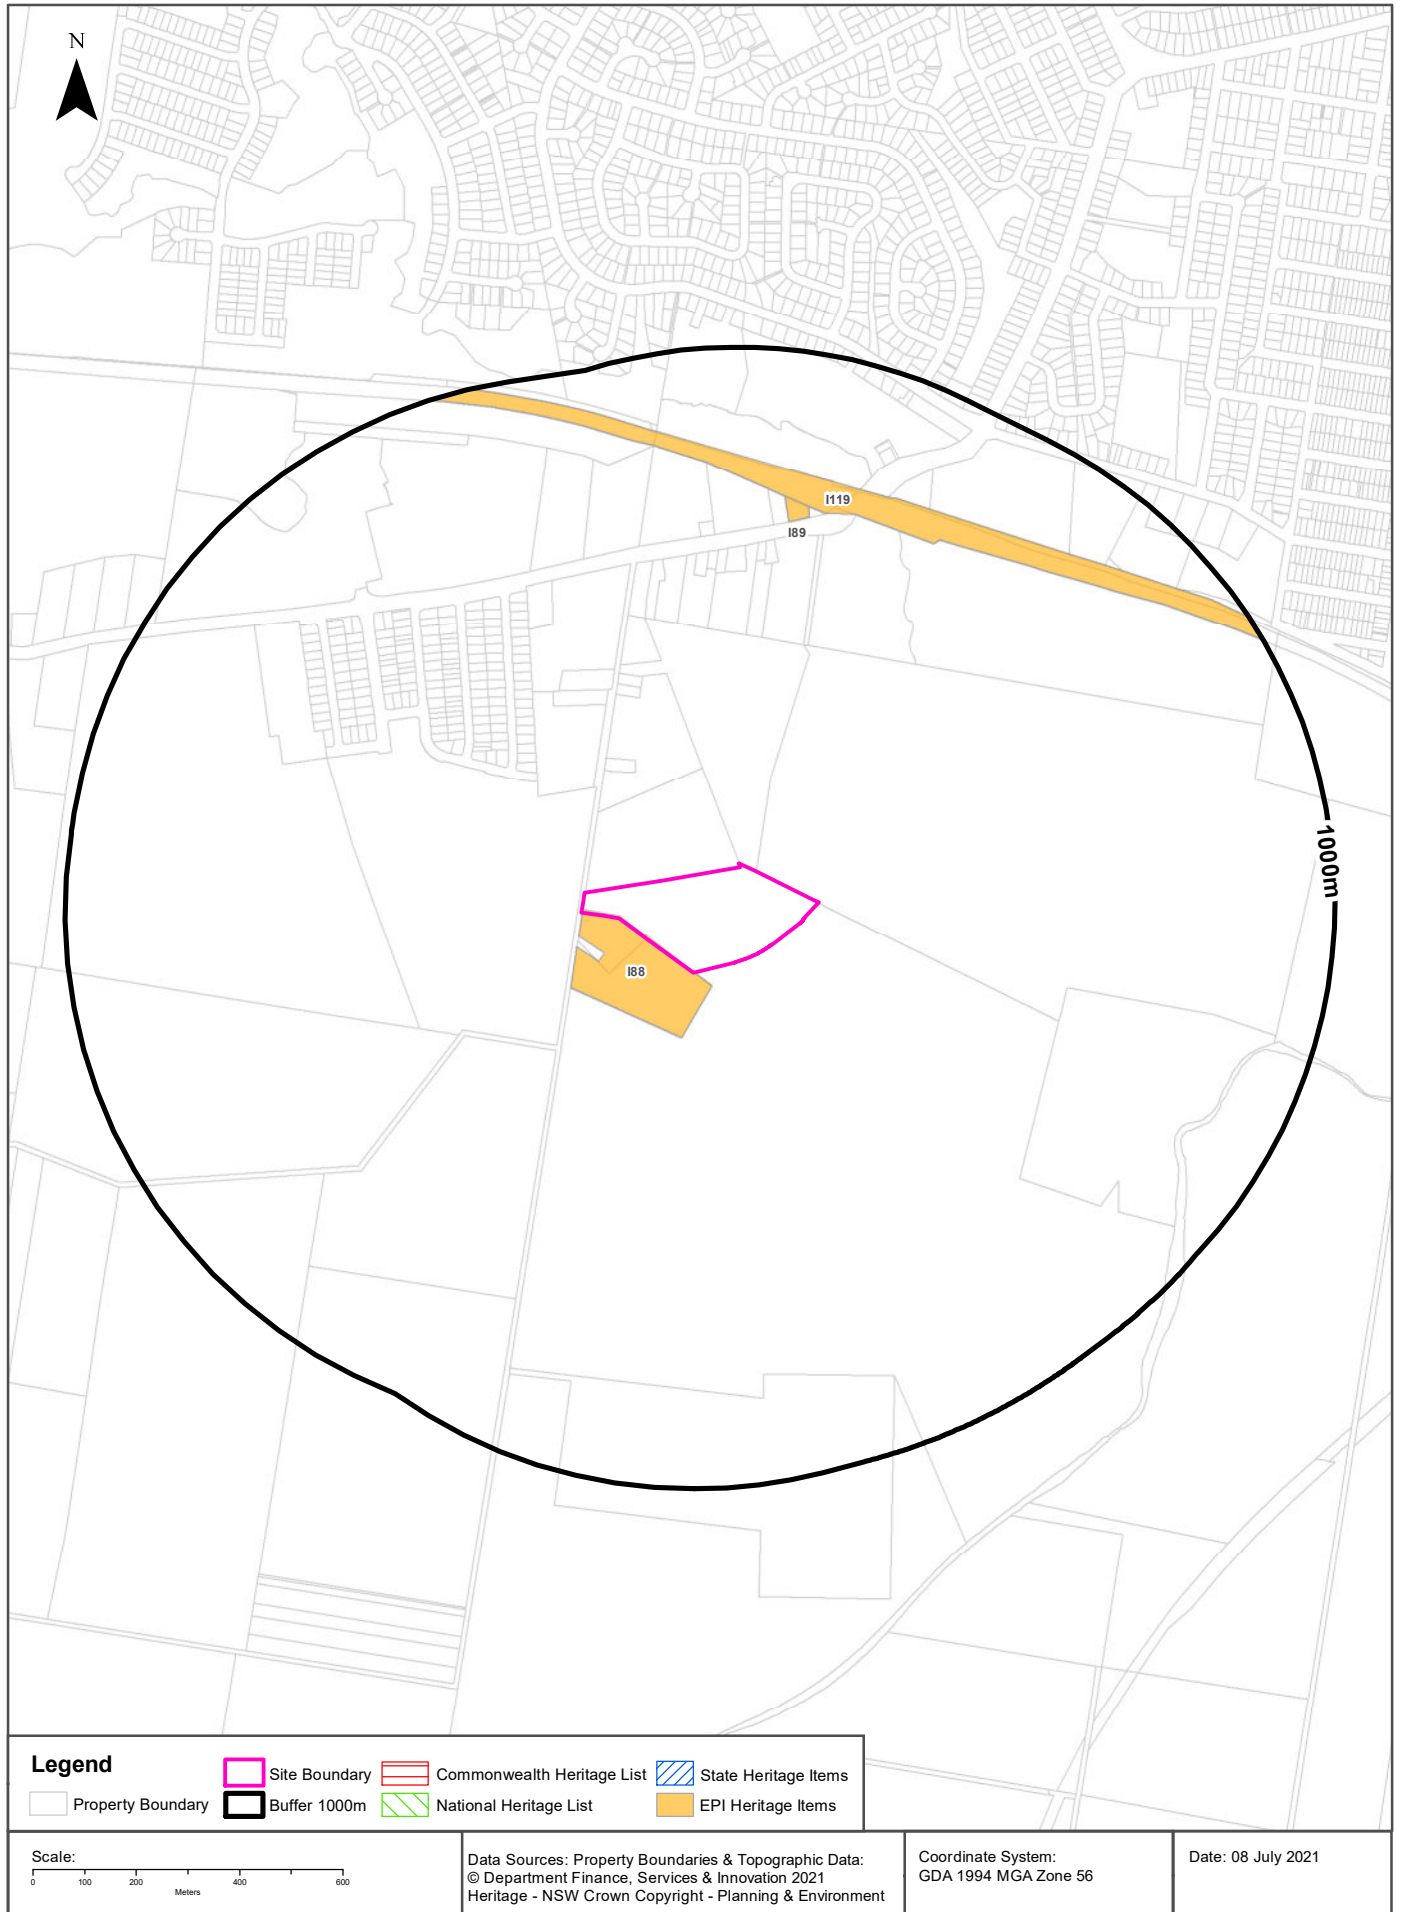 N
I119
I89
1000m
I88
Legend
Site Boundary
Commonwealth Heritage List
State Heritage Items
Property Boundary
Buffer 1000m
National Heritage List
EPI Heritage Items
Scale:
0 100 200 400 600
Meters
Data Sources: Property Boundaries & Topographic Data:
© Department Finance, Services & Innovation 2021
Heritage - NSW Crown Copyright - Planning & Environment
Coordinate System:
GDA 1994 MGA Zone 56
Date: 08 July 2021